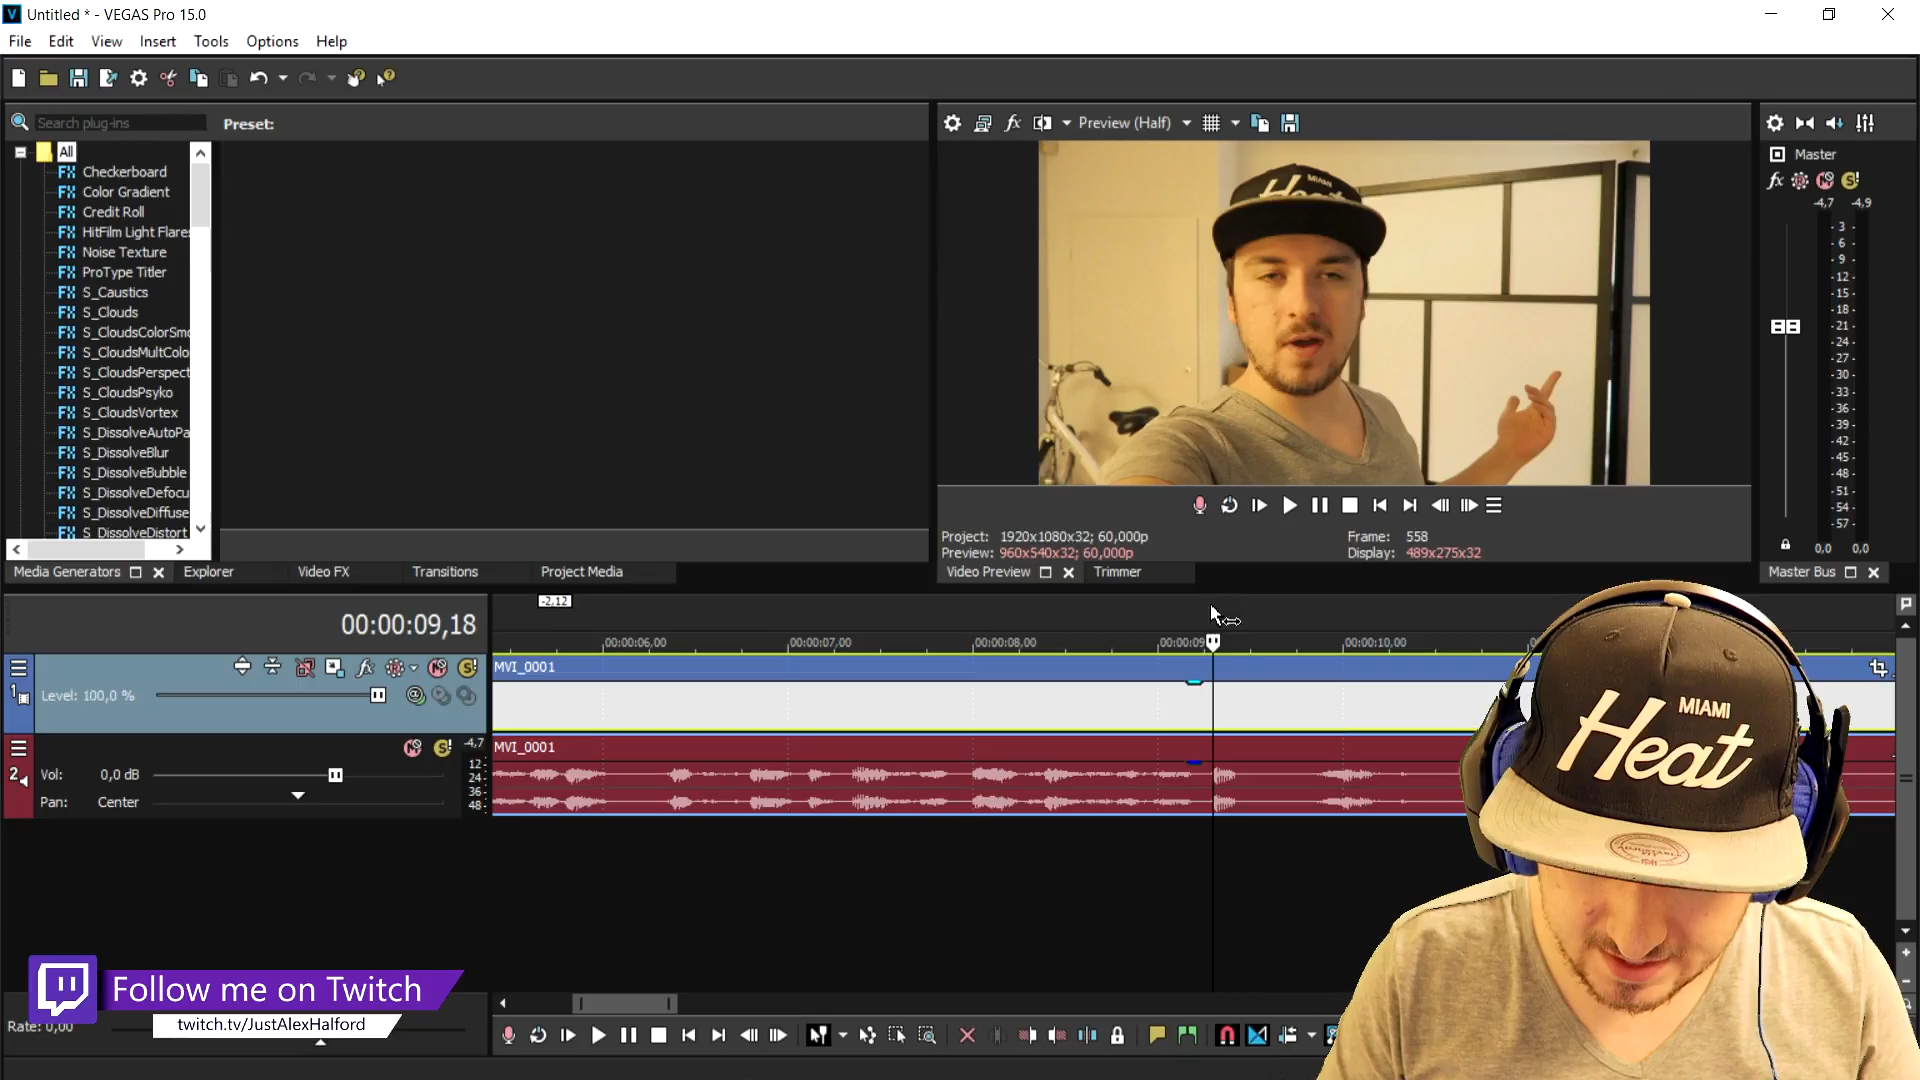 Untitled * - VEGAS Pro 15.0
File Edit View Insert Tools Options Help
Search plug-ins
Preset:
All
Checkerboard
Color Gradient
Credit Roll
HitFilm Light Flares
Noise Texture
ProType Titler
S_Caustics
S_Clouds
S_CloudsColorSmo
S_CloudsMultColo
S_CloudsPerspect
S_CloudsPsyko
S_CloudsVortex
S_DissolveAutoPa
S_DissolveBlur
S_DissolveBubble
S_DissolveDefocu
S_DissolveDiffuse
S_DissolveDistort
Media Generators Explorer Video FX Transitions Project Media
Preview (Half)
MIAMI
Heat
Project: 1920x1080x32; 60,000p
Preview: 960x540x32; 60,000p
Frame: 558
Display: 489x275x32
Video Preview Trimmer
Master
-4,7 -4,9
3
6
9
12
15
18
21
24
27
30
33
36
39
42
45
48
51
54
57
0,0 0,0
Master Bus
-2,12
00:00:09,18
00:00:06,00 00:00:07,00 00:00:08,00 00:00:09 00:00:10,00
1
Level: 100,0 %
MVI_0001
2
Vol: 0,0 dB
Pan: Center
-4,7
12
24
36
48
MVI_0001
MIAMI
Heat
Follow me on Twitch
twitch.tv/JustAlexHalford
Rate: 0,00